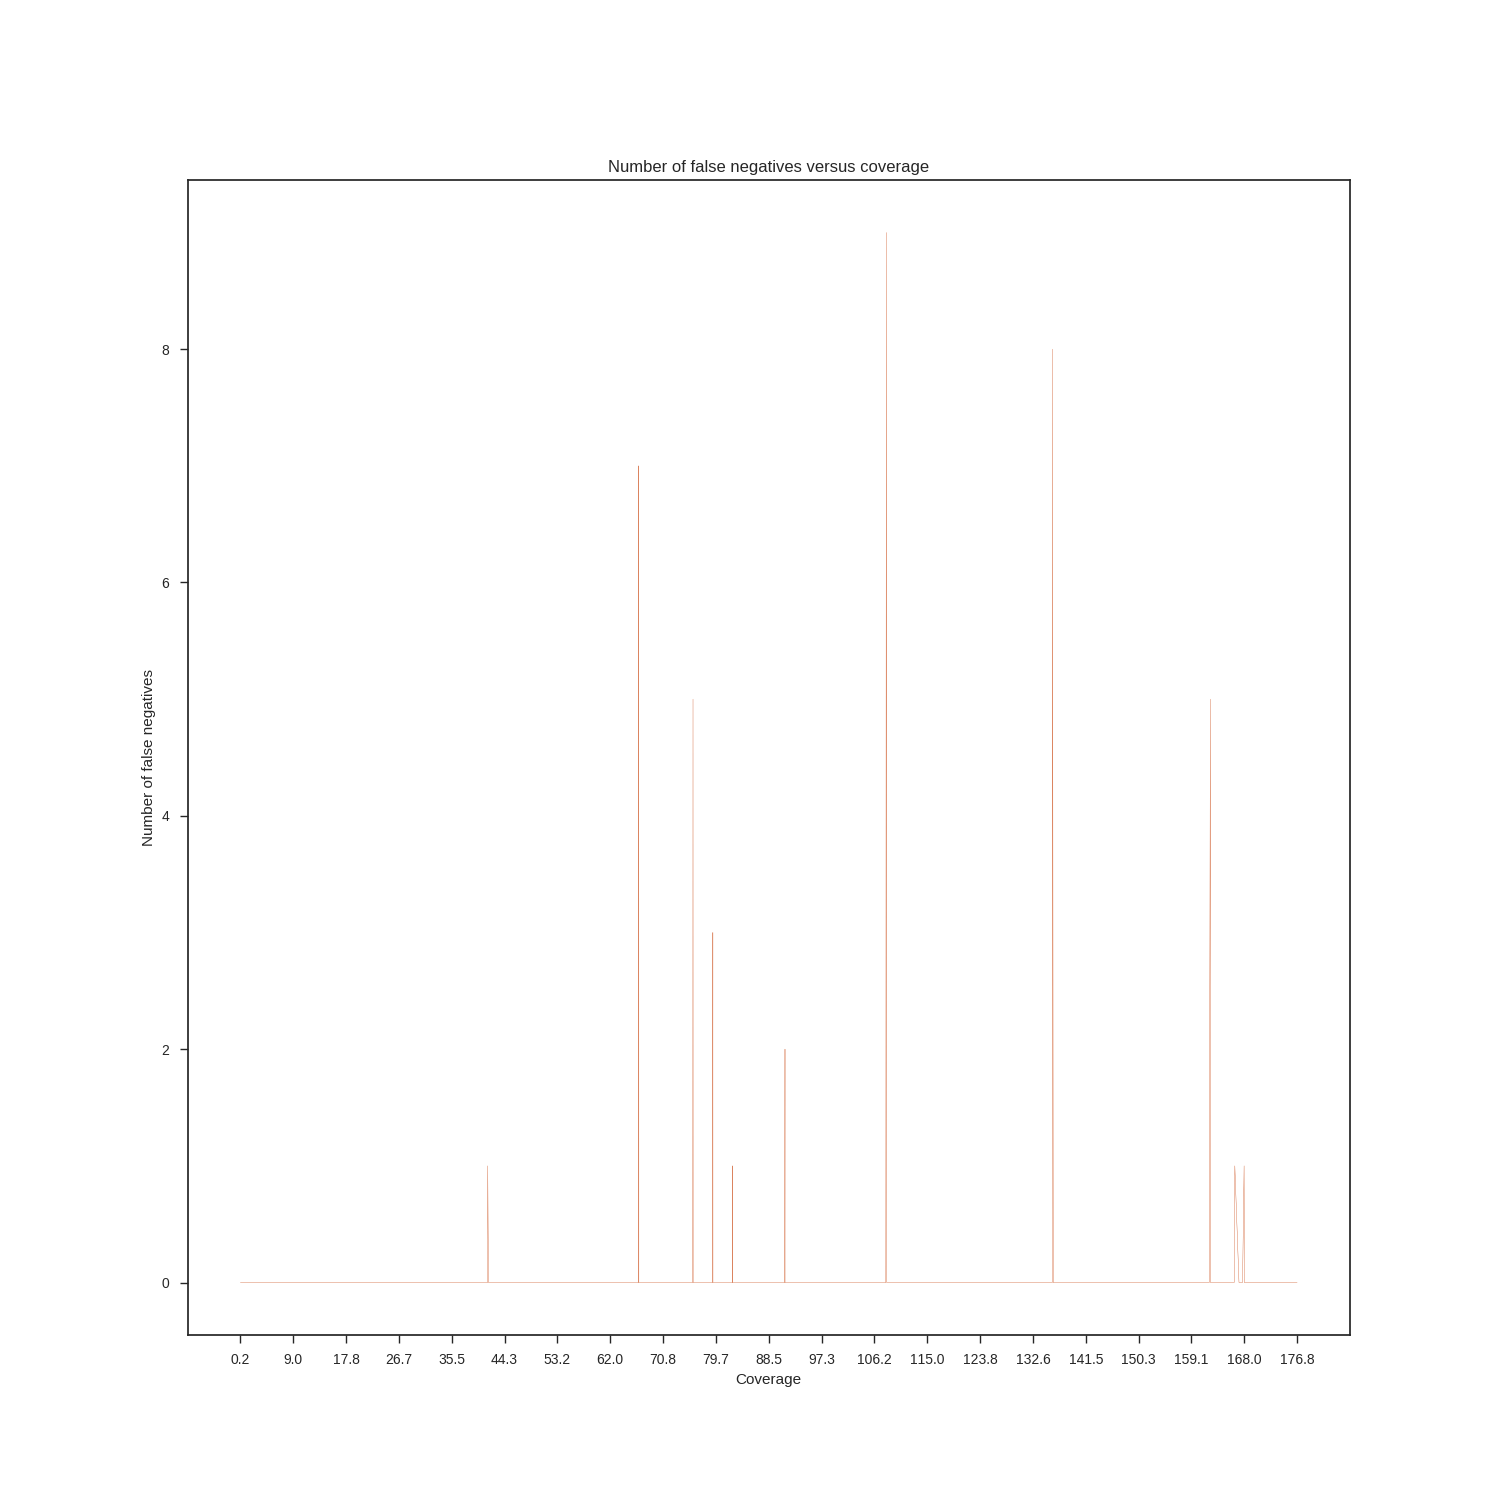 Number of false negatives versus coverage
Number of false negatives
8
6
4
2
0
0.2 9.0 17.8 26.7 35.5 44.3 53.2 62.0 70.8 79.7 88.5 97.3 106.2 115.0 123.8 132.6 141.5 150.3 159.1 168.0 176.8
Coverage